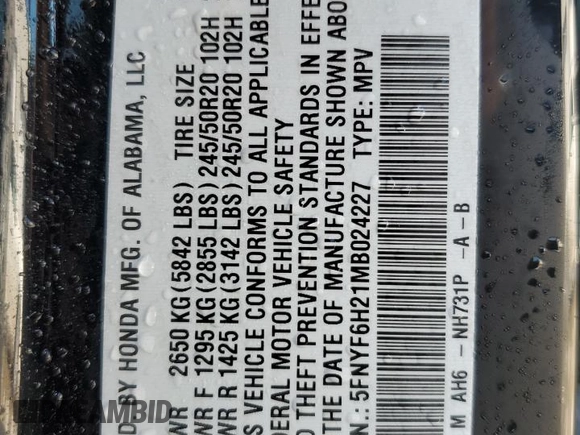 D BY HONDA MFG. OF ALABAMA, LLC
WR 2650 KG (5842 LBS) TIRE SIZE
WR F 1295 KG (2855 LBS) 245/50R20 102H
WR R 1425 KG (3142 LBS) 245/50R20 102H
S VEHICLE CONFORMS TO ALL APPLICABLE
DERAL MOTOR VEHICLE SAFETY
D THEFT PREVENTION STANDARDS IN EFFE
THE DATE OF MANUFACTURE SHOWN ABO
N.: 5FNYF6H21MB024227 TYPE: MPV
M AH6 - NH731P -A-B
EASCAMBID